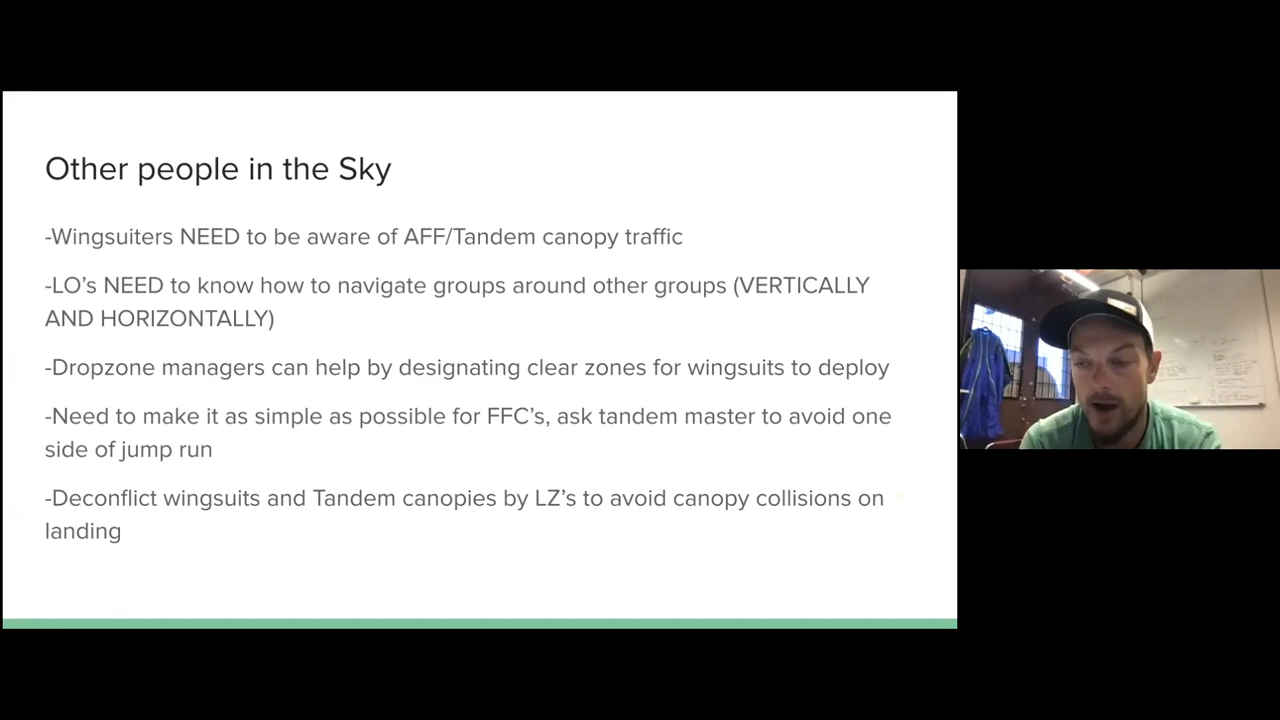 Other people in the Sky
-Wingsuiters NEED to be aware of AFF/Tandem canopy traffic
-LO’s NEED to know how to navigate groups around other groups (VERTICALLY
AND HORIZONTALLY)
-Dropzone managers can help by designating clear zones for wingsuits to deploy
-Need to make it as simple as possible for FFC’s, ask tandem master to avoid one
side of jump run
-Deconflict wingsuits and Tandem canopies by LZ’s to avoid canopy collisions on
landing